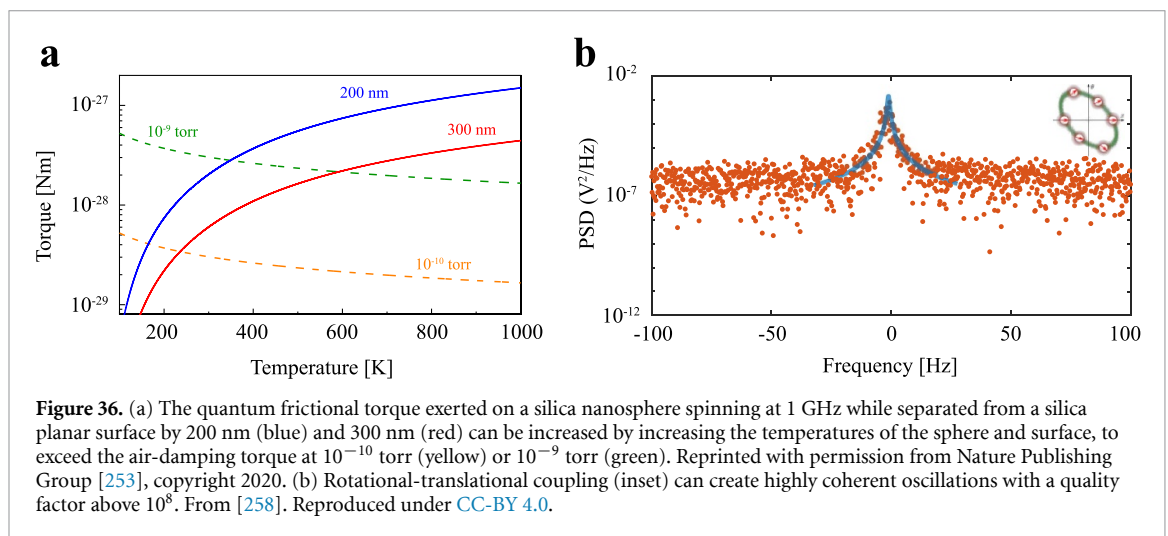 a
b
10⁻²⁷
10⁻²⁸
10⁻²⁹
Torque [Nm]
200 nm
300 nm
10⁻⁹ torr
10⁻¹⁰ torr
200 400 600 800 1000
Temperature [K]
10⁻²
10⁻⁷
10⁻¹²
PSD (V²/Hz)
-100 -50 0 50 100
Frequency [Hz]
Figure 36. (a) The quantum frictional torque exerted on a silica nanosphere spinning at 1 GHz while separated from a silica
planar surface by 200 nm (blue) and 300 nm (red) can be increased by increasing the temperatures of the sphere and surface, to
exceed the air-damping torque at 10⁻¹⁰ torr (yellow) or 10⁻⁹ torr (green). Reprinted with permission from Nature Publishing
Group [253], copyright 2020. (b) Rotational-translational coupling (inset) can create highly coherent oscillations with a quality
factor above 10⁸. From [258]. Reproduced under CC-BY 4.0.